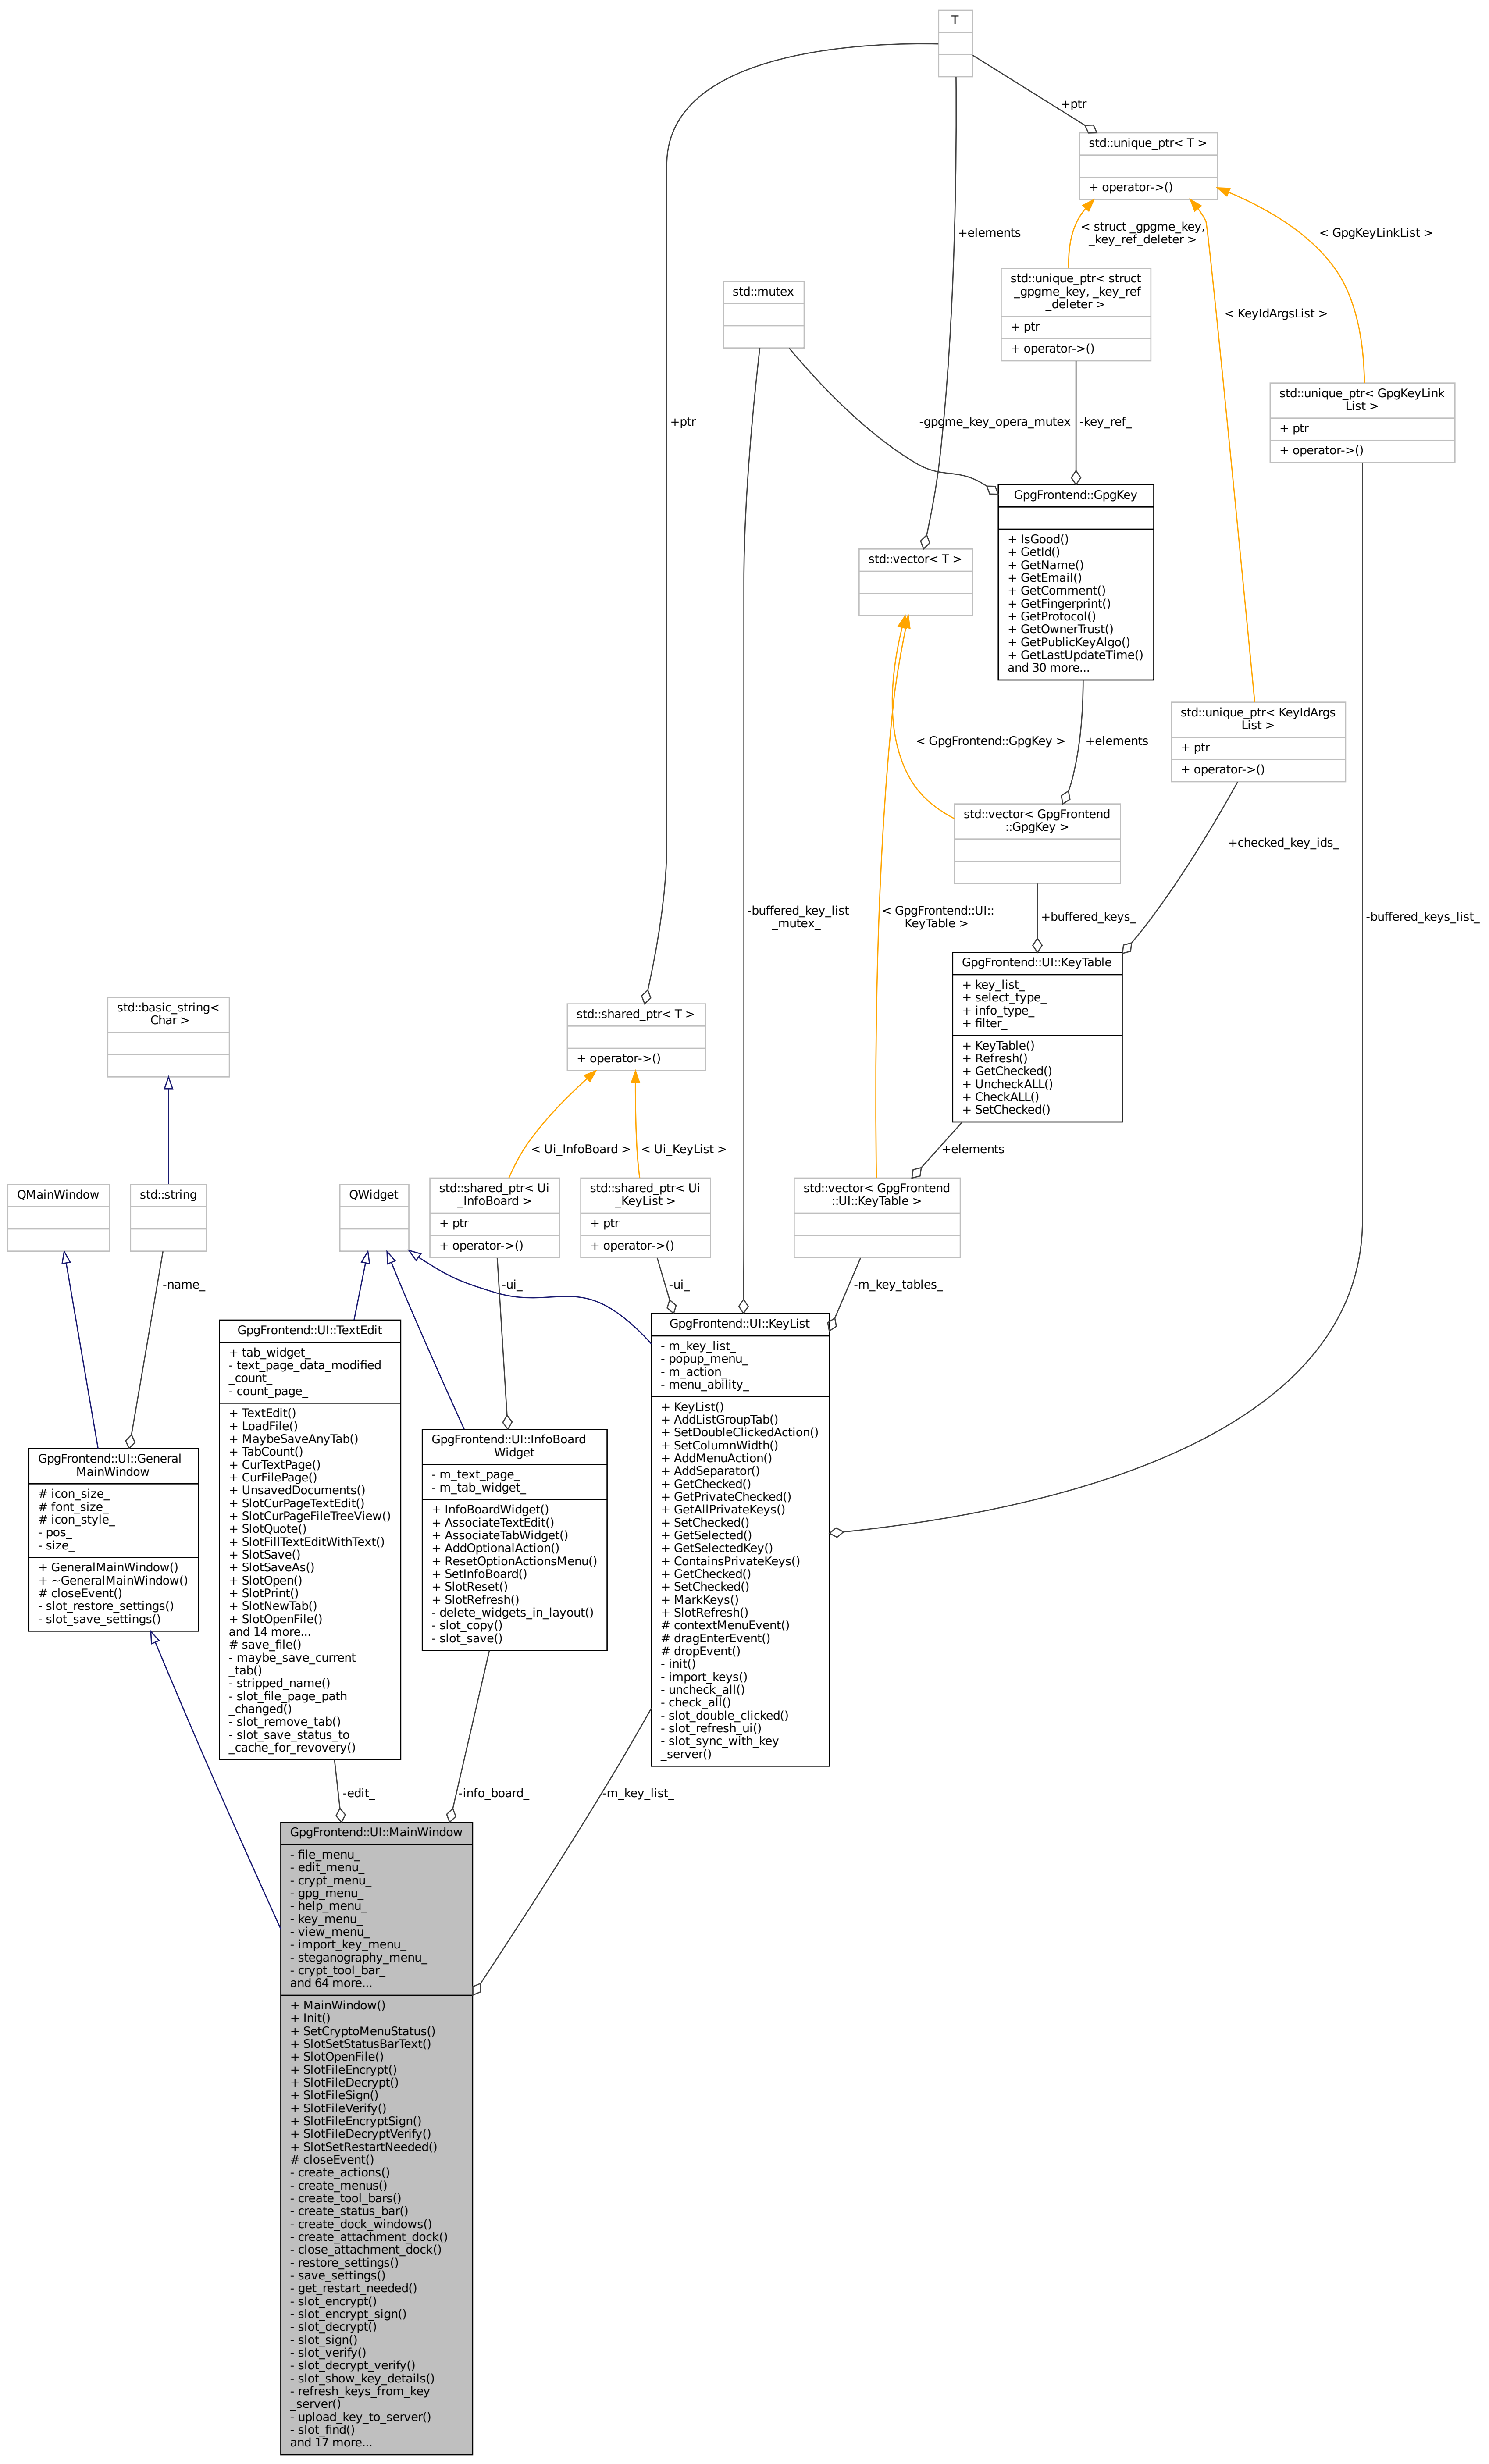 T
+ptr
std::unique_ptr< T >
+ operator->()
+elements
< struct _gpgme_key,
_key_ref_deleter >
< GpgKeyLinkList >
std::mutex
std::unique_ptr< struct
_gpgme_key, _key_ref
_deleter >
+ ptr
+ operator->()
< KeyIdArgsList >
std::unique_ptr< GpgKeyLink
List >
+ ptr
+ operator->()
+ptr
-gpgme_key_opera_mutex
-key_ref_
GpgFrontend::GpgKey
+ IsGood()
+ GetId()
+ GetName()
+ GetEmail()
+ GetComment()
+ GetFingerprint()
+ GetProtocol()
+ GetOwnerTrust()
+ GetPublicKeyAlgo()
+ GetLastUpdateTime()
and 30 more...
std::vector< T >
std::unique_ptr< KeyIdArgs
List >
+ ptr
+ operator->()
< GpgFrontend::GpgKey >
+elements
std::vector< GpgFrontend
::GpgKey >
+checked_key_ids_
-buffered_key_list
_mutex_
< GpgFrontend::UI::
KeyTable >
+buffered_keys_
-buffered_keys_list_
GpgFrontend::UI::KeyTable
+ key_list_
+ select_type_
+ info_type_
+ filter_
+ KeyTable()
+ Refresh()
+ GetChecked()
+ UncheckALL()
+ CheckALL()
+ SetChecked()
std::basic_string<
Char >
std::shared_ptr< T >
+ operator->()
< Ui_InfoBoard >
< Ui_KeyList >
+elements
QMainWindow
std::string
QWidget
std::shared_ptr< Ui
_InfoBoard >
+ ptr
+ operator->()
std::shared_ptr< Ui
_KeyList >
+ ptr
+ operator->()
std::vector< GpgFrontend
::UI::KeyTable >
-name_
-ui_
-ui_
-m_key_tables_
GpgFrontend::UI::TextEdit
+ tab_widget_
- text_page_data_modified
_count_
- count_page_
+ TextEdit()
+ LoadFile()
+ MaybeSaveAnyTab()
+ TabCount()
+ CurTextPage()
+ CurFilePage()
+ UnsavedDocuments()
+ SlotCurPageTextEdit()
+ SlotCurPageFileTreeView()
+ SlotQuote()
+ SlotFillTextEditWithText()
+ SlotSave()
+ SlotSaveAs()
+ SlotOpen()
+ SlotPrint()
+ SlotNewTab()
+ SlotOpenFile()
and 14 more...
# save_file()
- maybe_save_current
_tab()
- stripped_name()
- slot_file_page_path
_changed()
- slot_remove_tab()
- slot_save_status_to
_cache_for_revovery()
GpgFrontend::UI::KeyList
- m_key_list_
- popup_menu_
- m_action_
- menu_ability_
+ KeyList()
+ AddListGroupTab()
+ SetDoubleClickedAction()
+ SetColumnWidth()
+ AddMenuAction()
+ AddSeparator()
+ GetChecked()
+ GetPrivateChecked()
+ GetAllPrivateKeys()
+ SetChecked()
+ GetSelected()
+ GetSelectedKey()
+ ContainsPrivateKeys()
+ GetChecked()
+ SetChecked()
+ MarkKeys()
+ SlotRefresh()
# contextMenuEvent()
# dragEnterEvent()
# dropEvent()
- init()
- import_keys()
- uncheck_all()
- check_all()
- slot_double_clicked()
- slot_refresh_ui()
- slot_sync_with_key
_server()
GpgFrontend::UI::General
MainWindow
# icon_size_
# font_size_
# icon_style_
- pos_
- size_
+ GeneralMainWindow()
+ ~GeneralMainWindow()
# closeEvent()
- slot_restore_settings()
- slot_save_settings()
GpgFrontend::UI::InfoBoard
Widget
- m_text_page_
- m_tab_widget_
+ InfoBoardWidget()
+ AssociateTextEdit()
+ AssociateTabWidget()
+ AddOptionalAction()
+ ResetOptionActionsMenu()
+ SetInfoBoard()
+ SlotReset()
+ SlotRefresh()
- delete_widgets_in_layout()
- slot_copy()
- slot_save()
-edit_
-info_board_
-m_key_list_
GpgFrontend::UI::MainWindow
- file_menu_
- edit_menu_
- crypt_menu_
- gpg_menu_
- help_menu_
- key_menu_
- view_menu_
- import_key_menu_
- steganography_menu_
- crypt_tool_bar_
and 64 more...
+ MainWindow()
+ Init()
+ SetCryptoMenuStatus()
+ SlotSetStatusBarText()
+ SlotOpenFile()
+ SlotFileEncrypt()
+ SlotFileDecrypt()
+ SlotFileSign()
+ SlotFileVerify()
+ SlotFileEncryptSign()
+ SlotFileDecryptVerify()
+ SlotSetRestartNeeded()
# closeEvent()
- create_actions()
- create_menus()
- create_tool_bars()
- create_status_bar()
- create_dock_windows()
- create_attachment_dock()
- close_attachment_dock()
- restore_settings()
- save_settings()
- get_restart_needed()
- slot_encrypt()
- slot_encrypt_sign()
- slot_decrypt()
- slot_sign()
- slot_verify()
- slot_decrypt_verify()
- slot_show_key_details()
- refresh_keys_from_key
_server()
- upload_key_to_server()
- slot_find()
and 17 more...